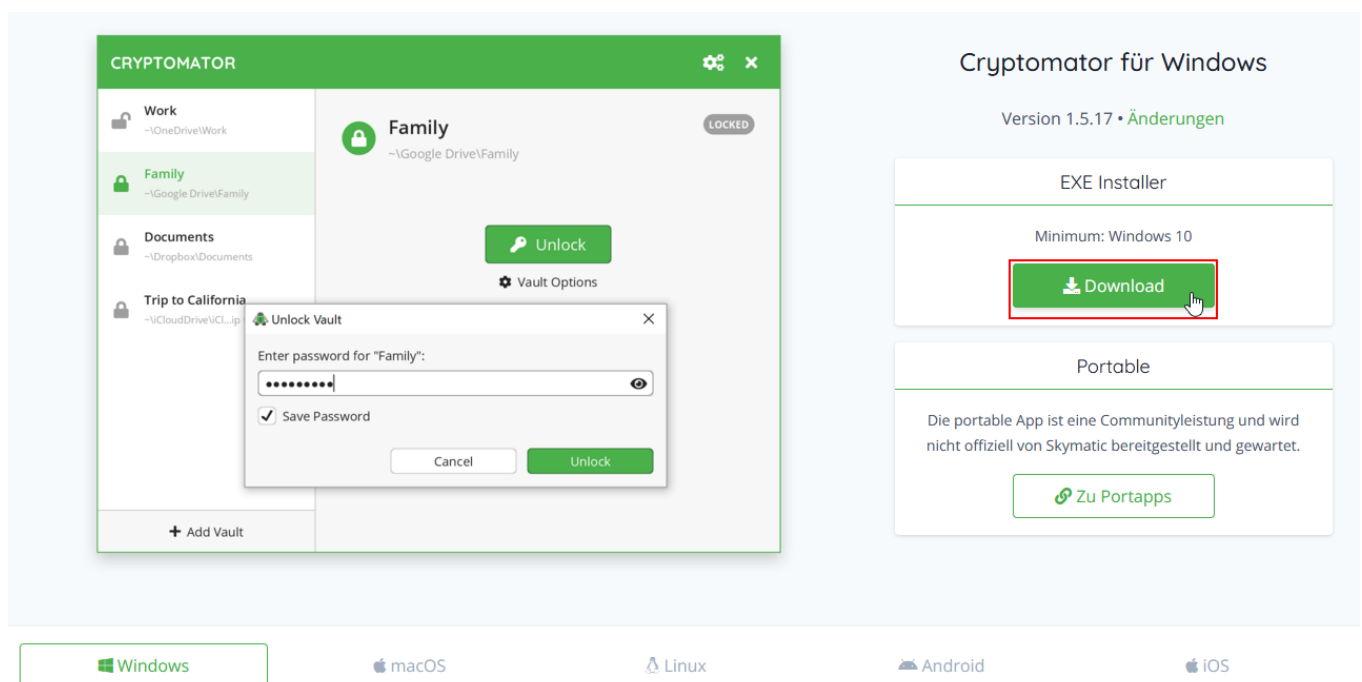 CRYPTOMATOR
Work
~\OneDrive\Work
Family
~\Google Drive\Family
Documents
~\Dropbox\Documents
Trip to California
~\iCloudDrive\iCl...ip
+ Add Vault
Family
~\Google Drive\Family
LOCKED
Unlock
Vault Options
Unlock Vault
Enter password for "Family":
Save Password
Cancel
Unlock
Cryptomator für Windows
Version 1.5.17 • Änderungen
EXE Installer
Minimum: Windows 10
Download
Portable
Die portable App ist eine Communityleistung und wird
nicht offiziell von Skymatic bereitgestellt und gewartet.
Zu Portapps
Windows
macOS
Linux
Android
iOS